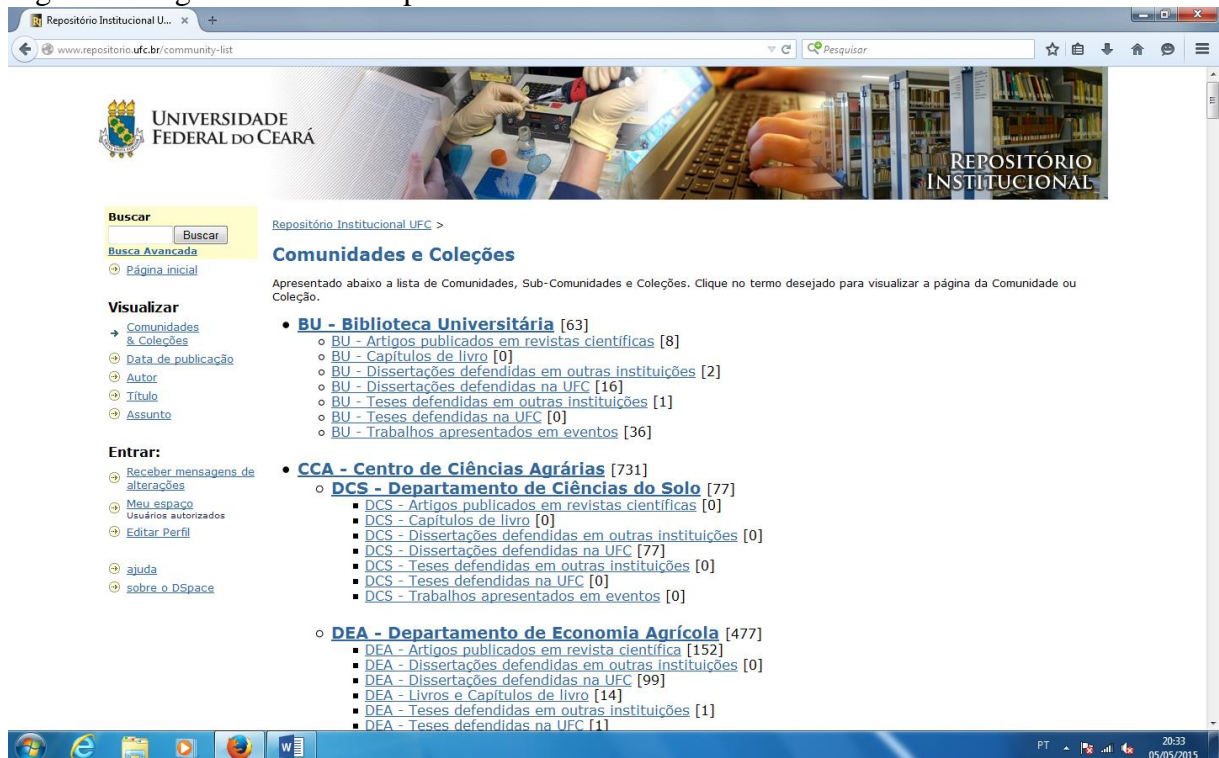 Repositório Institucional U...
www.repositorio.ufc.br/community-list
Pesquisar
UNIVERSIDADE
FEDERAL DO CEARÁ
REPOSITÓRIO
INSTITUCIONAL
Buscar
Buscar
Busca Avançada
Página inicial
Visualizar
Comunidades
& Coleções
Data de publicação
Autor
Título
Assunto
Entrar:
Receber mensagens de
alterações
Meu espaço
Usuários autorizados
Editar Perfil
ajuda
sobre o DSpace
Repositório Institucional UFC >
Comunidades e Coleções
Apresentado abaixo a lista de Comunidades, Sub-Comunidades e Coleções. Clique no termo desejado para visualizar a página da Comunidade ou
Coleção.
BU - Biblioteca Universitária [63]
BU - Artigos publicados em revistas científicas [8]
BU - Capítulos de livro [0]
BU - Dissertações defendidas em outras instituições [2]
BU - Dissertações defendidas na UFC [16]
BU - Teses defendidas em outras instituições [1]
BU - Teses defendidas na UFC [0]
BU - Trabalhos apresentados em eventos [36]
CCA - Centro de Ciências Agrárias [731]
DCS - Departamento de Ciências do Solo [77]
DCS - Artigos publicados em revistas científicas [0]
DCS - Capítulos de livro [0]
DCS - Dissertações defendidas em outras instituições [0]
DCS - Dissertações defendidas na UFC [77]
DCS - Teses defendidas em outras instituições [0]
DCS - Teses defendidas na UFC [0]
DCS - Trabalhos apresentados em eventos [0]
DEA - Departamento de Economia Agrícola [477]
DEA - Artigos publicados em revista científica [152]
DEA - Dissertações defendidas em outras instituições [0]
DEA - Dissertações defendidas na UFC [99]
DEA - Livros e Capítulos de livro [14]
DEA - Teses defendidas em outras instituições [1]
DEA - Teses defendidas na UFC [1]
PT
20:33
05/05/2015